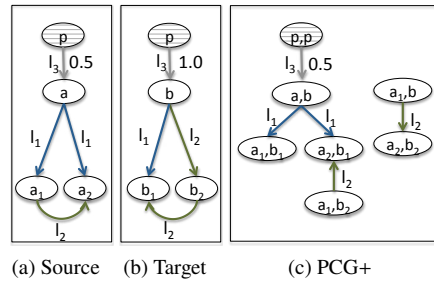 p
l₃ 0.5
a
l₁ l₁
a₁ a₂
l₂
(a) Source
p
l₃ 1.0
b
l₁ l₂
b₁ b₂
l₂
(b) Target
p,p
l₃ 0.5
a,b
l₁ l₁
a₁,b₁ a₂,b₁
l₂
a₁,b₂
a₁,b
l₂
a₂,b₂
(c) PCG+